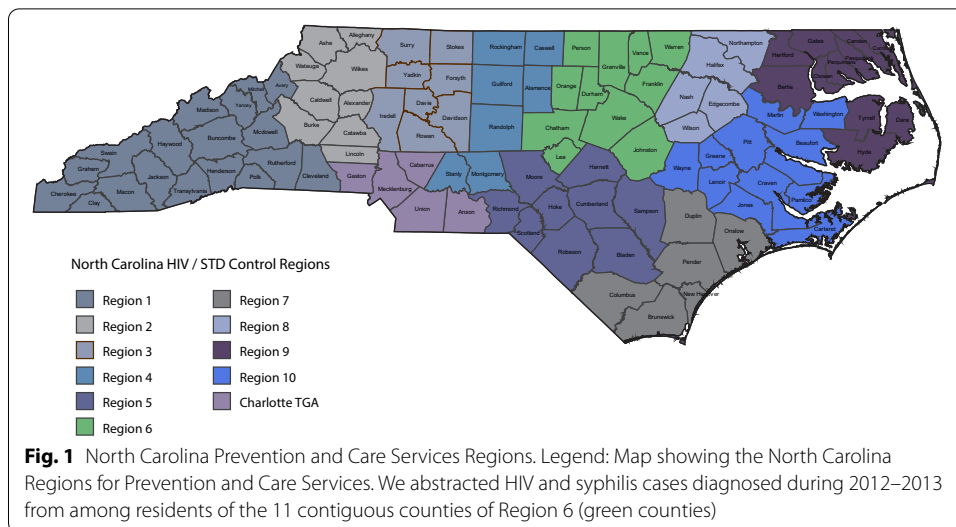 Ashe
Alleghany
Surry
Stokes
Rockingham
Caswell
Person
Vance
Warren
Northampton
Gates
Camden
Watauga
Wilkes
Yadkin
Forsyth
Granville
Halifax
Hertford
Perquimans
Mitchell
Avery
Caldwell
Alexander
Davie
Guilford
Alamance
Orange
Durham
Franklin
Nash
Edgecombe
Bertie
Chowan
Madison
Yancey
Burke
Iredell
Davidson
Wake
Martin
Washington
Tyrrell
Dare
Buncombe
Mcdowell
Catawba
Rowen
Randolph
Chatham
Wilson
Haywood
Lincoln
Johnston
Pitt
Beaufort
Hyde
Swain
Rutherford
Cabarrus
Lee
Harnett
Wayne
Greene
Graham
Jackson
Henderson
Polk
Cleveland
Gaston
Stanly
Montgomery
Moore
Lenoir
Craven
Cherokee
Macon
Transylvania
Mecklenburg
Pamlico
Clay
Union
Anson
Richmond
Hoke
Cumberland
Sampson
Duplin
Jones
Scotland
Onslow
Carteret
Robeson
Bladen
Pender
Columbus
New Hanover
Brunswick
North Carolina HIV / STD Control Regions
Region 1
Region 2
Region 3
Region 4
Region 5
Region 6
Region 7
Region 8
Region 9
Region 10
Charlotte TGA
Fig. 1 North Carolina Prevention and Care Services Regions. Legend: Map showing the North Carolina
Regions for Prevention and Care Services. We abstracted HIV and syphilis cases diagnosed during 2012–2013
from among residents of the 11 contiguous counties of Region 6 (green counties)